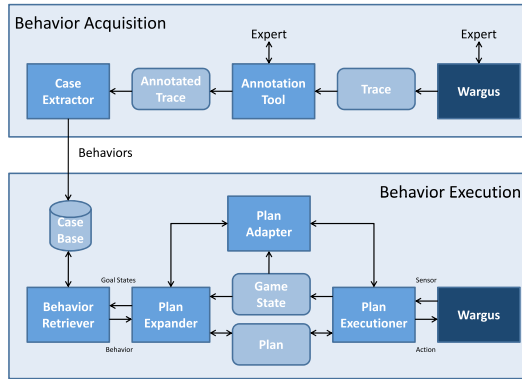 Behavior Acquisition
Expert
Expert
Case
Extractor
Annotated
Trace
Annotation
Tool
Trace
Wargus
Behaviors
Behavior Execution
Case
Base
Plan
Adapter
Goal States
Game
State
Sensor
Behavior
Retriever
Plan
Expander
Plan
Executioner
Wargus
Behavior
Plan
Action